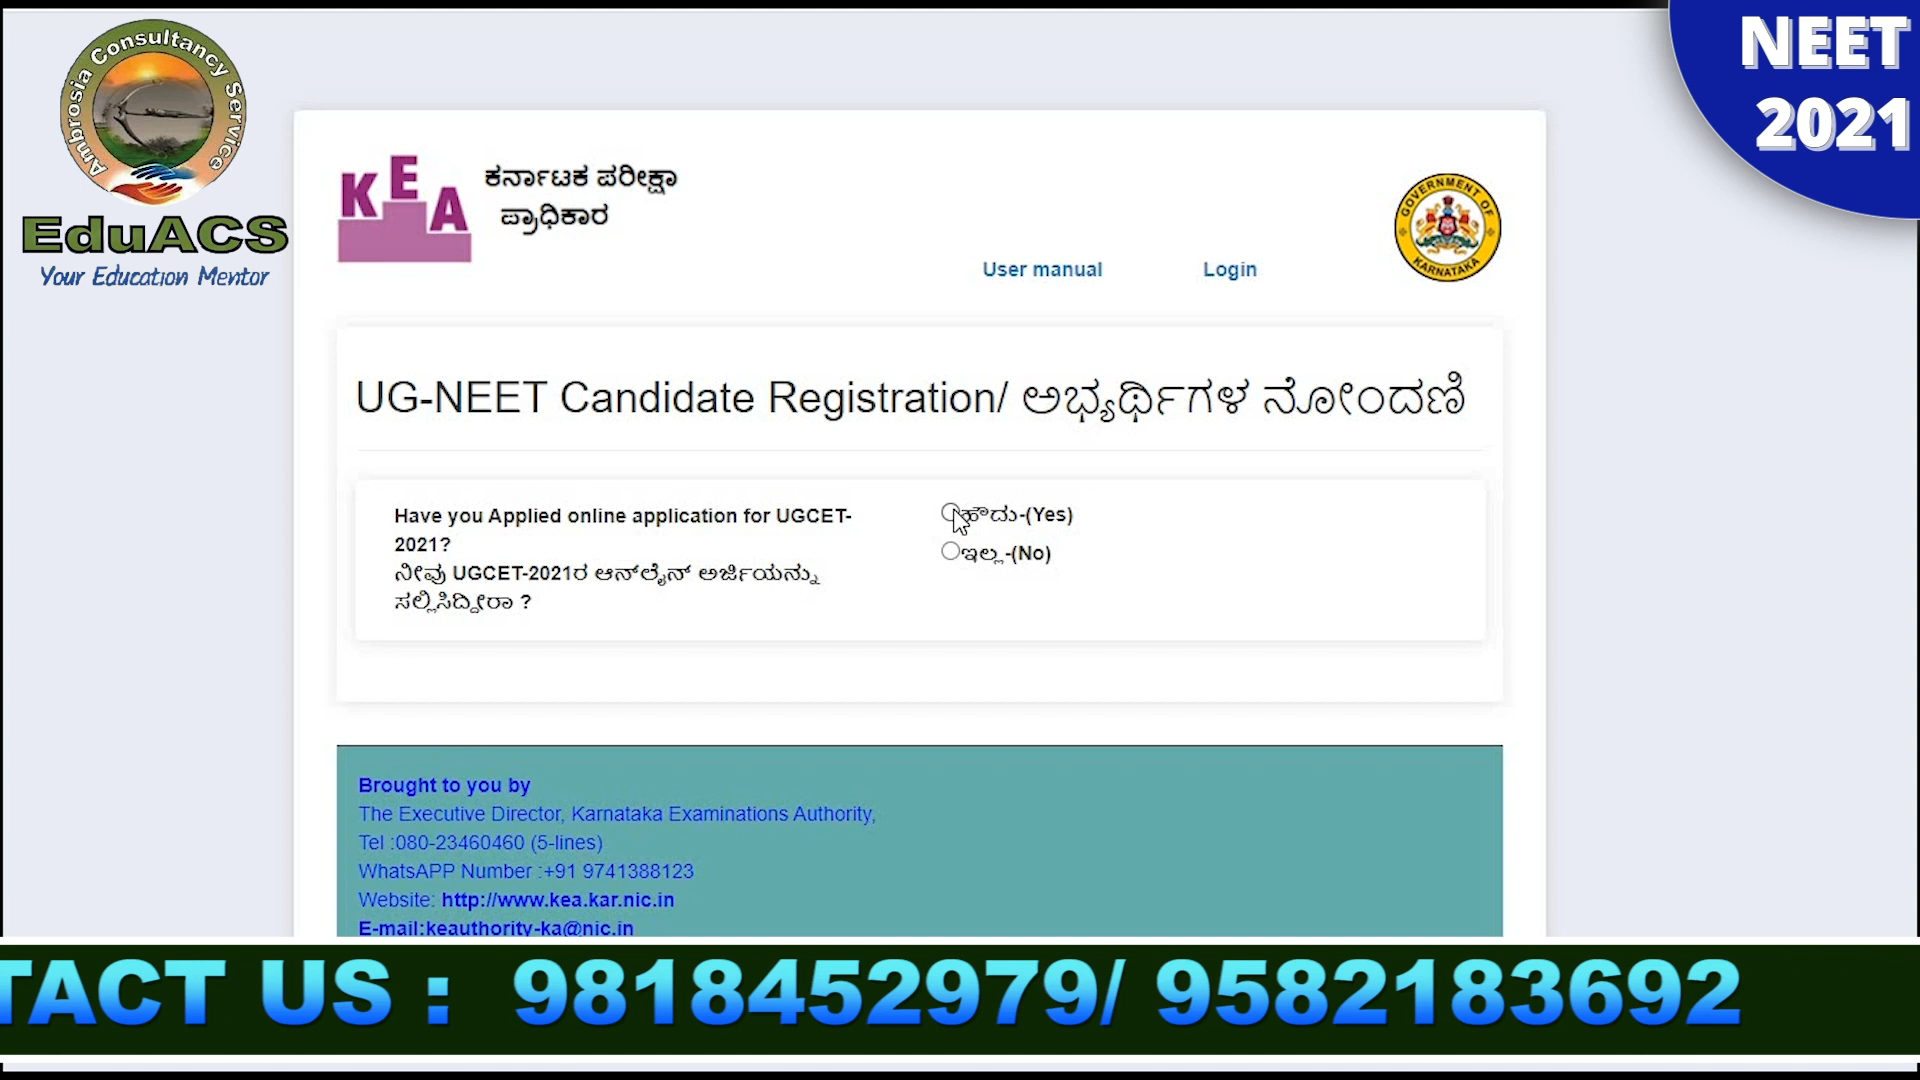 Ambrosia Consultancy Service
EduACS
Your Education Mentor
NEET
2021
KEA
ಕರ್ನಾಟಕ ಪರೀಕ್ಷಾ
ಪ್ರಾಧಿಕಾರ
User manual
Login
GOVERNMENT OF
KARNATAKA
UG-NEET Candidate Registration/ ಅಭ್ಯರ್ಥಿಗಳ ನೋಂದಣಿ
Have you Applied online application for UGCET-
2021?
ನೀವು UGCET-2021ರ ಆನ್‌ಲೈನ್ ಅರ್ಜಿಯನ್ನು
ಸಲ್ಲಿಸಿದ್ದೀರಾ ?
ಹೌದು-(Yes)
ಇಲ್ಲ-(No)
Brought to you by
The Executive Director, Karnataka Examinations Authority,
Tel :080-23460460 (5-lines)
WhatsAPP Number :+91 9741388123
Website: http://www.kea.kar.nic.in
E-mail:keauthority-ka@nic.in
TACT US : 9818452979/ 9582183692